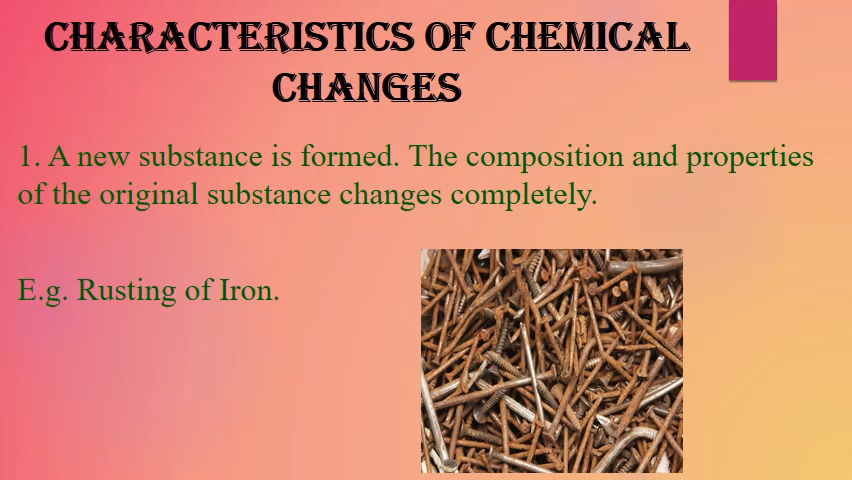 CHARACTERISTICS OF CHEMICAL
CHANGES
1. A new substance is formed. The composition and properties
of the original substance changes completely.
E.g. Rusting of Iron.